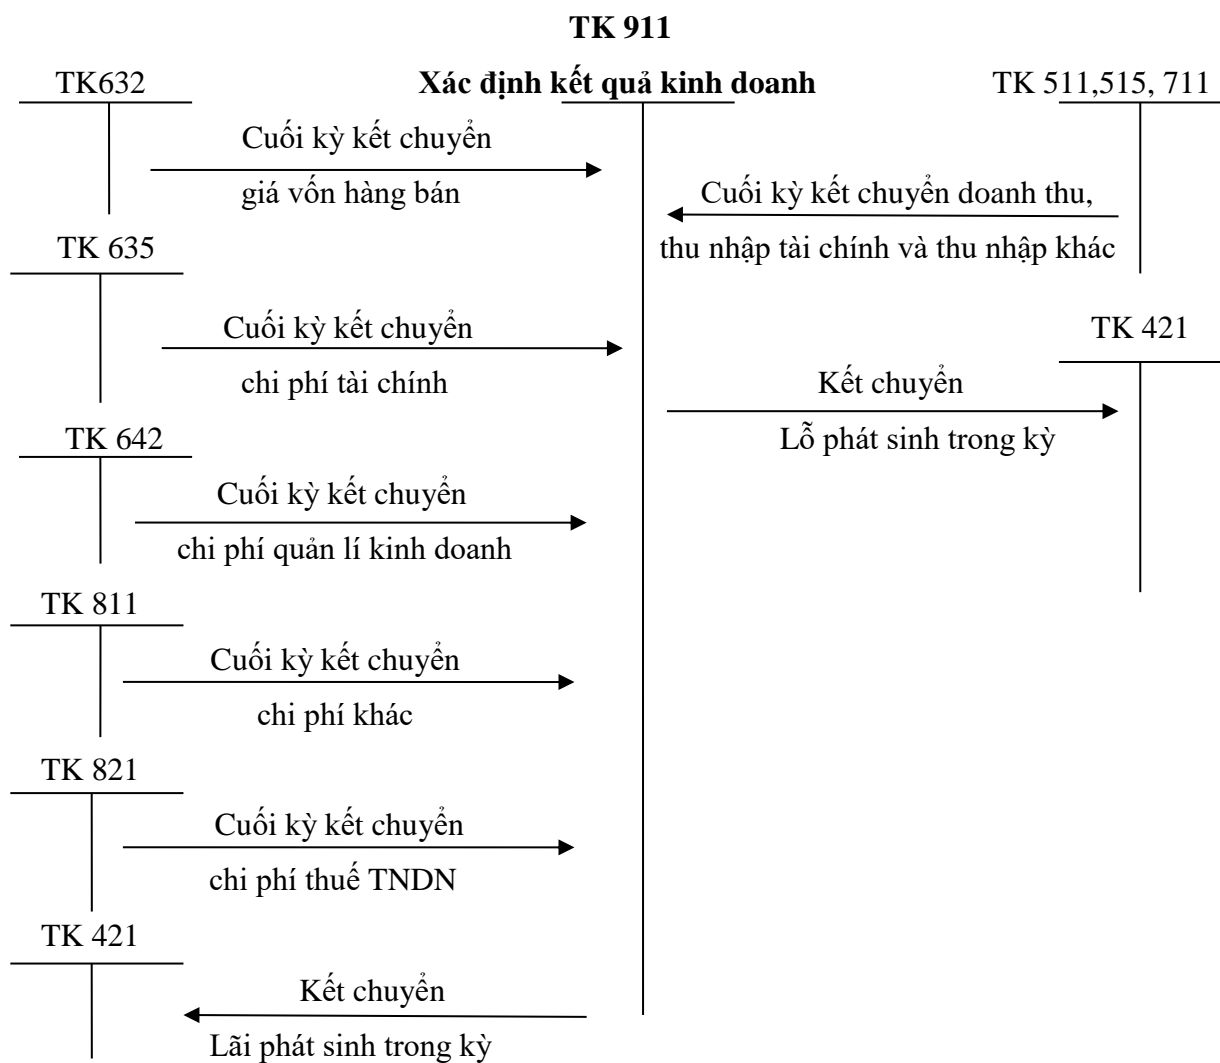 TK 911
TK632
Xác định kết quả kinh doanh
TK 511,515, 711
Cuối kỳ kết chuyển
giá vốn hàng bán
Cuối kỳ kết chuyển doanh thu,
thu nhập tài chính và thu nhập khác
TK 635
Cuối kỳ kết chuyển
chi phí tài chính
TK 421
Kết chuyển
Lỗ phát sinh trong kỳ
TK 642
Cuối kỳ kết chuyển
chi phí quản lí kinh doanh
TK 811
Cuối kỳ kết chuyển
chi phí khác
TK 821
Cuối kỳ kết chuyển
chi phí thuế TNDN
TK 421
Kết chuyển
Lãi phát sinh trong kỳ